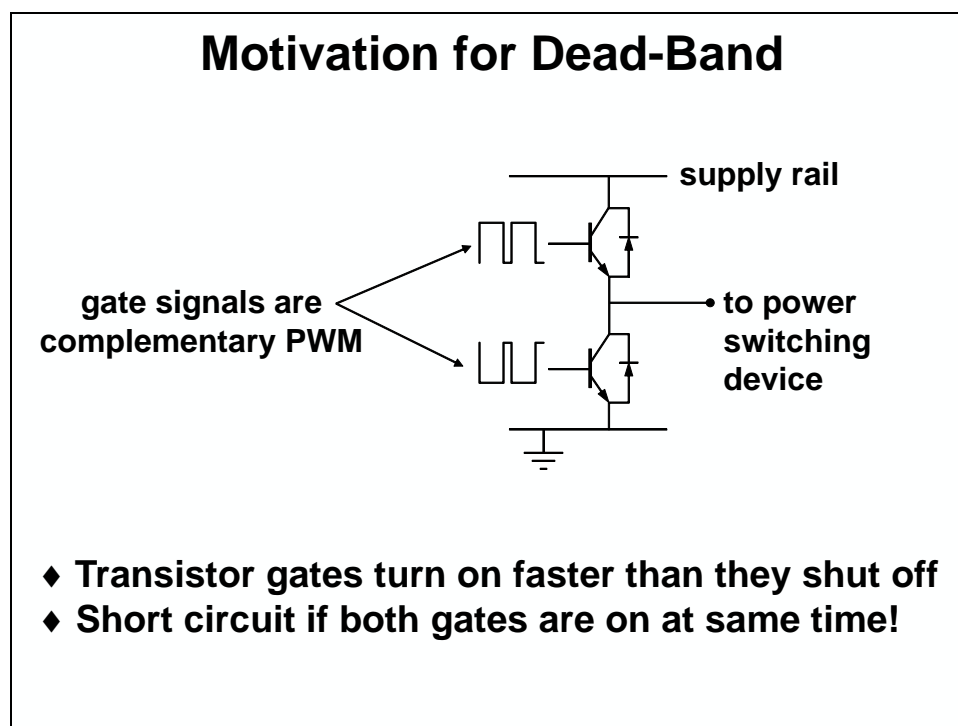 Motivation for Dead-Band
supply rail
gate signals are
complementary PWM
to power
switching
device
♦ Transistor gates turn on faster than they shut off
♦ Short circuit if both gates are on at same time!